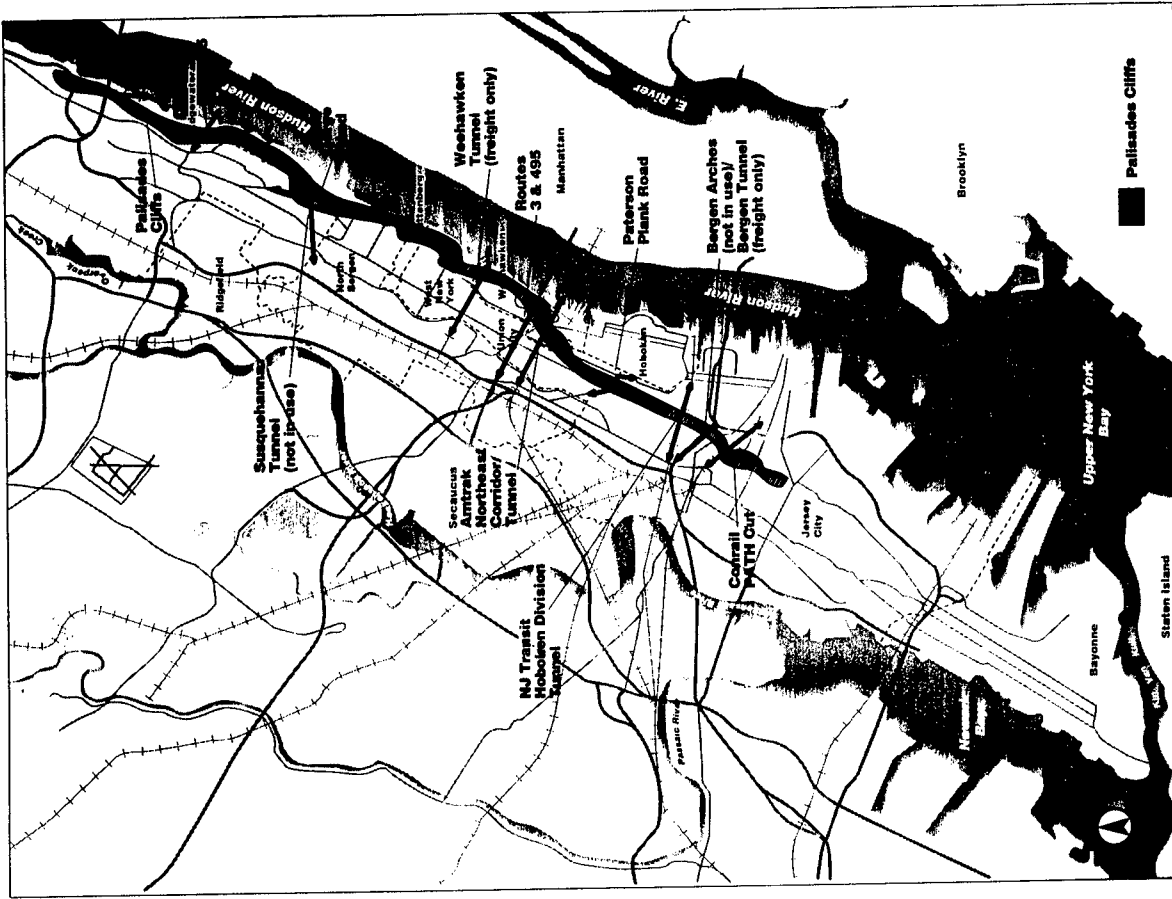 Hudson River
E. River
Palisades
Cliffs
Creek
Ridgefield
North
Bergen
West
New
York
Union
Weehawken
Tunnel
(freight only)
Routes
3 & 495
Manhattan
Paterson
Plank Road
Bergen Arches
(not in use)/
Bergen Tunnel
(freight only)
Brooklyn
Palisades Cliffs
Hudson River
Hoboken
Susquehanna
Tunnel
(not in use)
Secaucus
Amtrak
Northeast
Corridor/
Tunnel
NJ Transit
Hoboken Division
Tunnel
Conrail
PATH Cut
Jersey
City
Upper New York
Bay
Passaic River
Bay
Bayonne
Staten Island